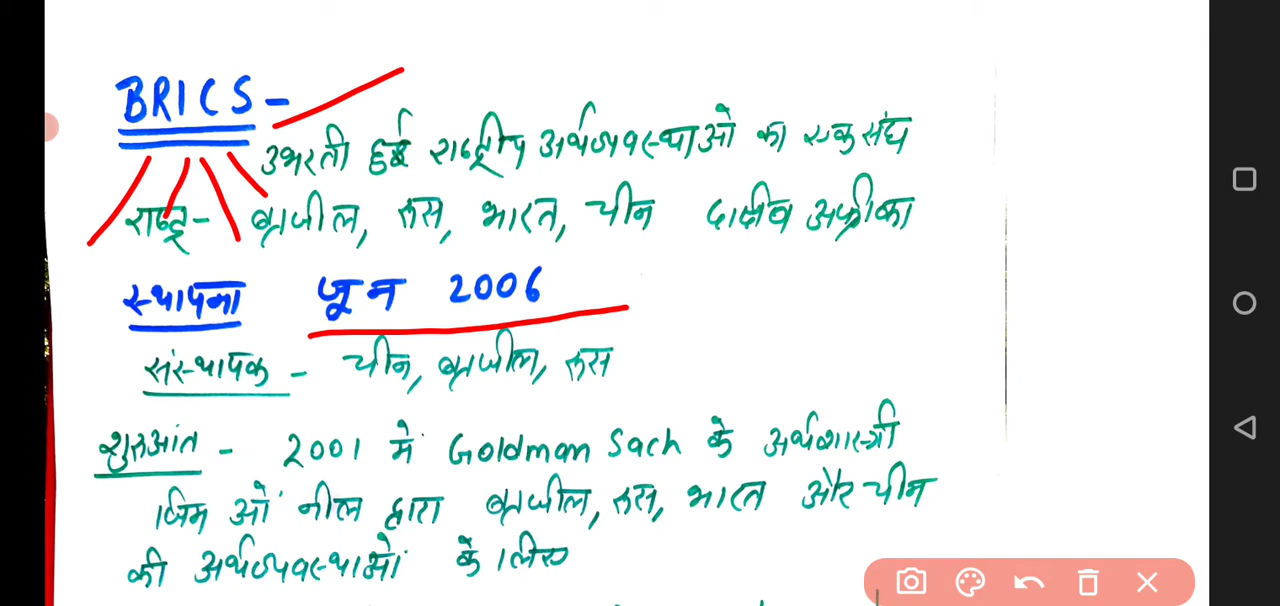 BRICS -
उभरती हुई राष्ट्रीय अर्थव्यवस्थाओ का एक संघ
राष्ट्र - ब्राजील, रूस, भारत, चीन दक्षीण अफ्रीका
स्थापना जून 2006
संस्थापक - चीन, ब्राजील, रूस
शुरुआंत - 2001 में Goldman Sach के अर्थशास्त्री
जिम ओं नील द्वारा ब्राजील, रूस, भारत और चीन
की अर्थव्यवस्थाओं के लिए